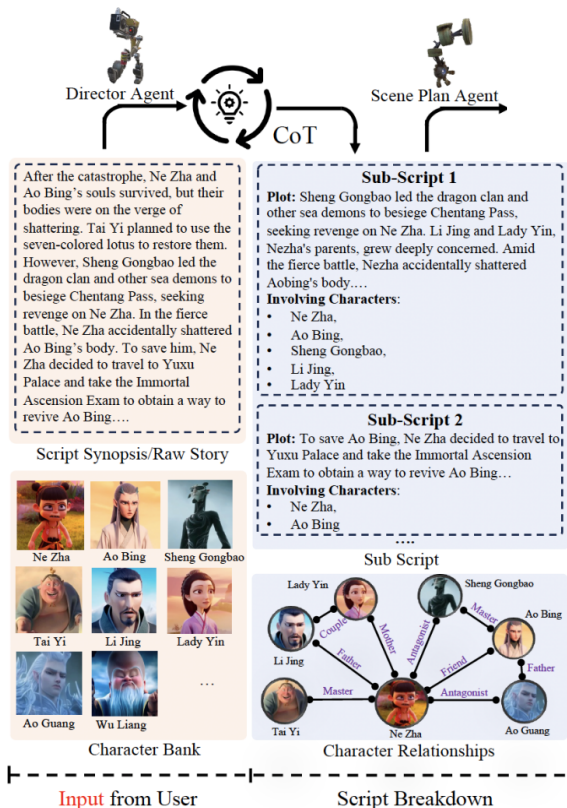 Director Agent
CoT
Scene Plan Agent
After the catastrophe, Ne Zha and
Ao Bing's souls survived, but their
bodies were on the verge of
shattering. Tai Yi planned to use the
seven-colored lotus to restore them.
However, Sheng Gongbao led the
dragon clan and other sea demons to
besiege Chentang Pass, seeking
revenge on Ne Zha. In the fierce
battle, Ne Zha accidentally shattered
Ao Bing's body. To save him, Ne
Zha decided to travel to Yuxu
Palace and take the Immortal
Ascension Exam to obtain a way to
revive Ao Bing….
Script Synopsis/Raw Story
Ne Zha
Ao Bing
Sheng Gongbao
Tai Yi
Li Jing
Lady Yin
Ao Guang
Wu Liang
…
Character Bank
Input from User
Sub-Script 1
Plot: Sheng Gongbao led the dragon clan and
other sea demons to besiege Chentang Pass,
seeking revenge on Ne Zha. Li Jing and Lady Yin,
Nezha's parents, grew deeply concerned. Amid
the fierce battle, Nezha accidentally shattered
Aobing's body.…
Involving Characters:
• Ne Zha,
• Ao Bing,
• Sheng Gongbao,
• Li Jing,
• Lady Yin
Sub-Script 2
Plot: To save Ao Bing, Ne Zha decided to travel to
Yuxu Palace and take the Immortal Ascension
Exam to obtain a way to revive Ao Bing…
Involving Characters:
• Ne Zha,
• Ao Bing
….
Sub Script
Lady Yin
Sheng Gongbao
Ao Bing
Li Jing
Couple
Mother
Antagonist
Master
Father
Friend
Father
Master
Antagonist
Tai Yi
Ne Zha
Ao Guang
Character Relationships
Script Breakdown